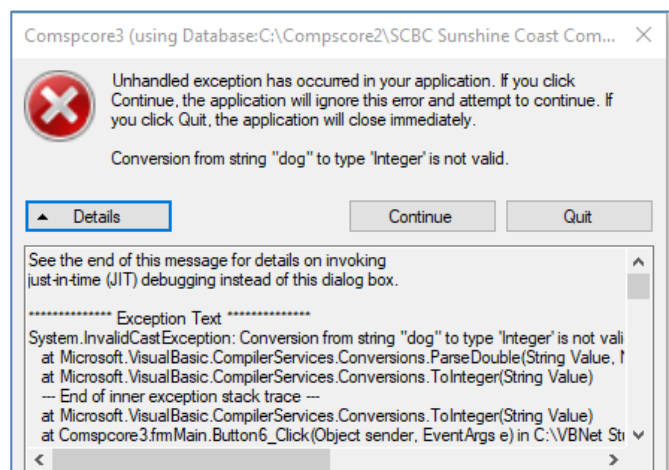 Comspcore3 (using Database:C:\Compscore2\SCBC Sunshine Coast Com...
Unhandled exception has occurred in your application. If you click
Continue, the application will ignore this error and attempt to continue. If
you click Quit, the application will close immediately.
Conversion from string "dog" to type 'Integer' is not valid.
Details
Continue
Quit
See the end of this message for details on invoking
just-in-time (JIT) debugging instead of this dialog box.
************** Exception Text **************
System.InvalidCastException: Conversion from string "dog" to type 'Integer' is not vali
at Microsoft.VisualBasic.CompilerServices.Conversions.ParseDouble(String Value, N
at Microsoft.VisualBasic.CompilerServices.Conversions.ToInteger(String Value)
--- End of inner exception stack trace ---
at Microsoft.VisualBasic.CompilerServices.Conversions.ToInteger(String Value)
at Comspcore3.frmMain.Button6_Click(Object sender, EventArgs e) in C:\VBNet Stu